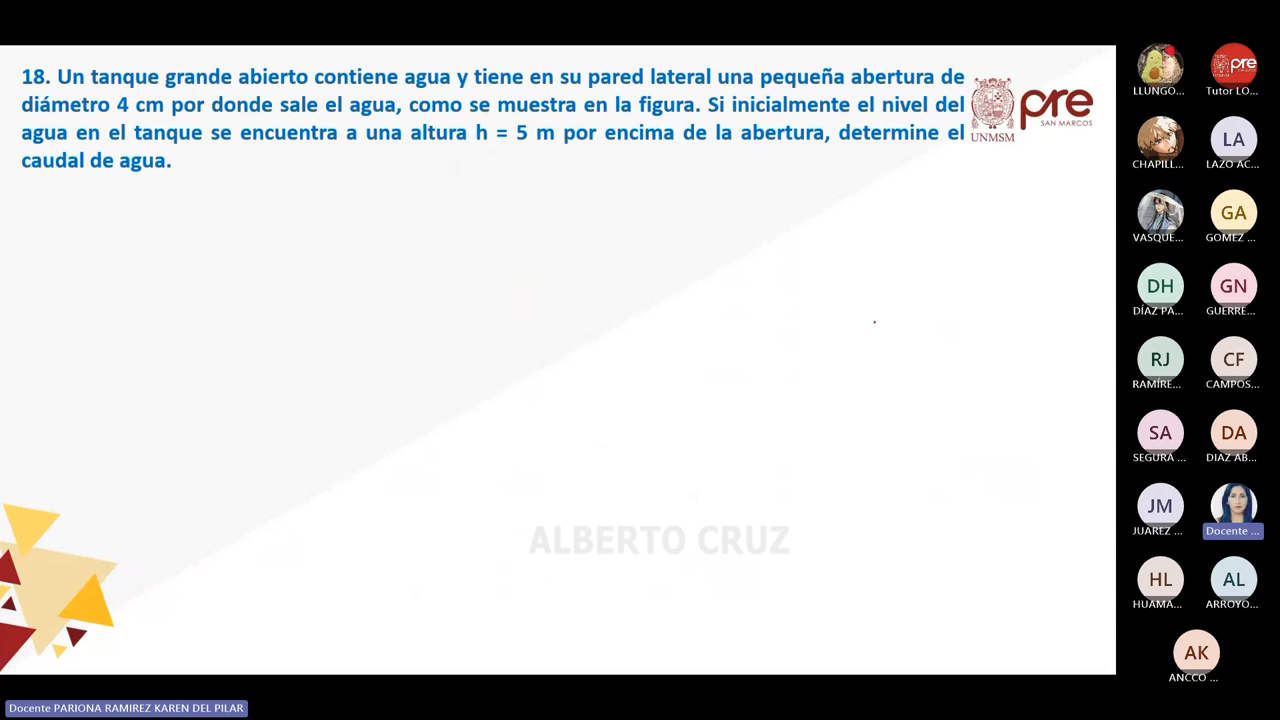 18. Un tanque grande abierto contiene agua y tiene en su pared lateral una pequeña abertura de
diámetro 4 cm por donde sale el agua, como se muestra en la figura. Si inicialmente el nivel del
agua en el tanque se encuentra a una altura h = 5 m por encima de la abertura, determine el
caudal de agua.
UNMSM
pre
SAN MARCOS
ALBERTO CRUZ
LLUNGO...
pre
Tutor LO...
CHAPILL...
LA
LAZO AC...
VASQUE...
GA
GOMEZ ...
DH
DÍAZ PA...
GN
GUERRE...
RJ
RAMÍRE...
CF
CAMPOS...
SA
SEGURA ...
DA
DIAZ AB...
JM
JUAREZ ...
Docente ...
HL
HUAMA...
AL
ARROYO...
AK
ANCCO ...
Docente PARIONA RAMIREZ KAREN DEL PILAR